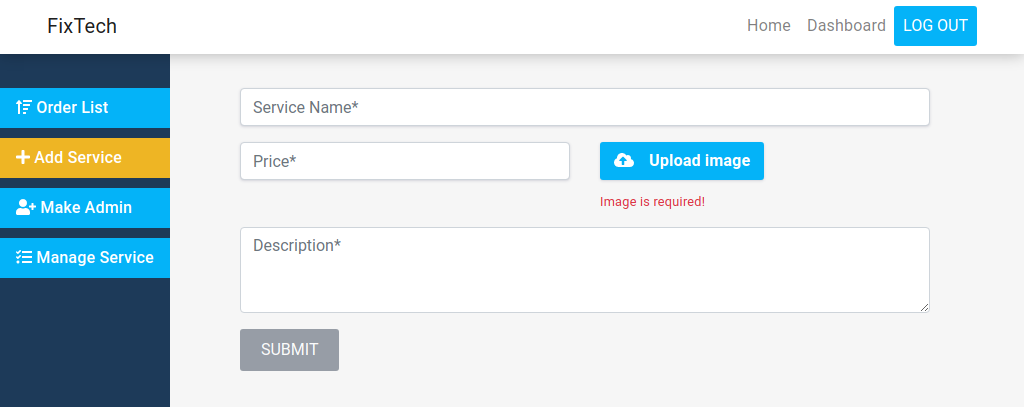 FixTech
Home Dashboard LOG OUT
Order List
Add Service
Make Admin
Manage Service
Service Name*
Price*
Upload image
Image is required!
Description*
SUBMIT